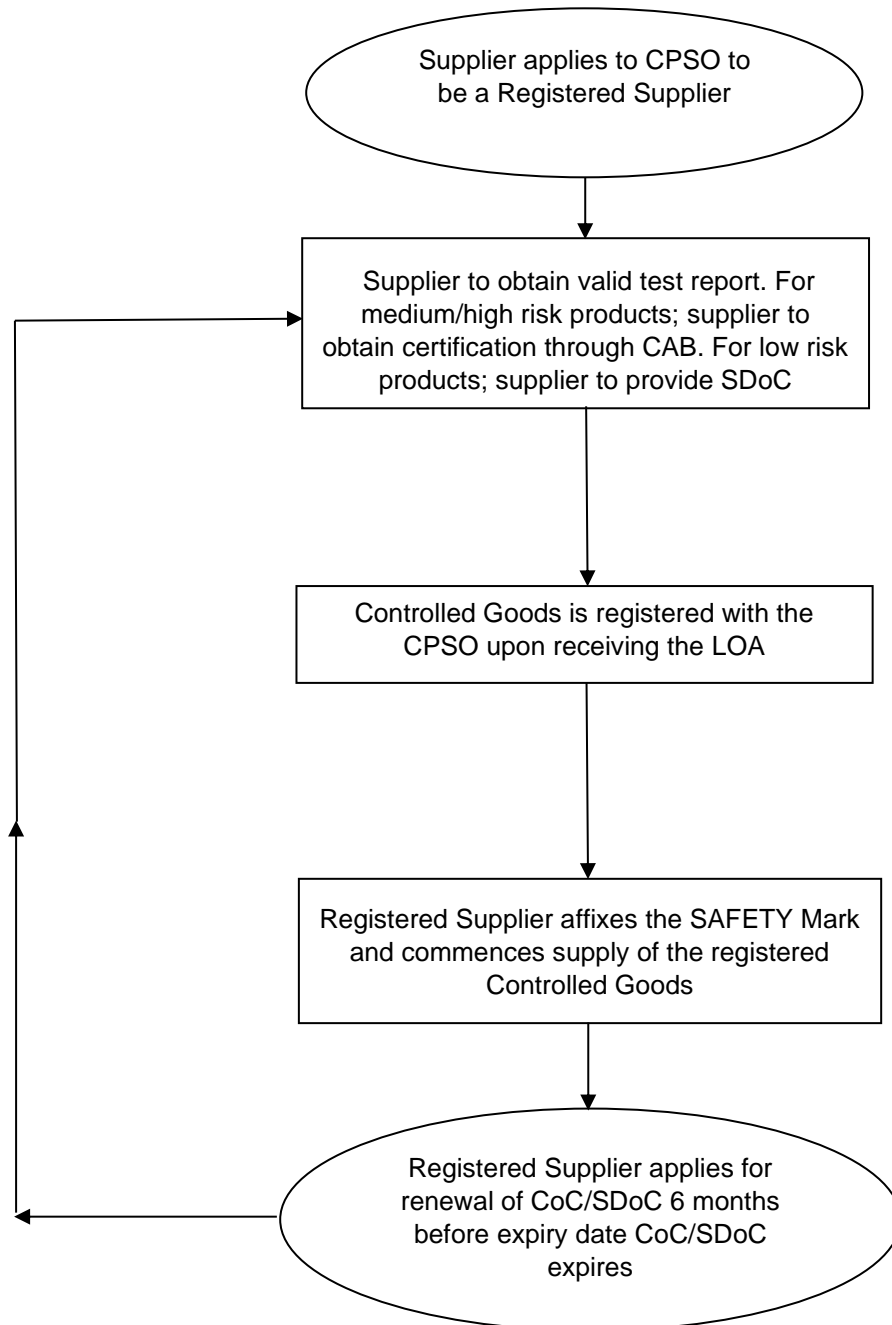 Supplier applies to CPSO to
be a Registered Supplier
Supplier to obtain valid test report. For
medium/high risk products; supplier to
obtain certification through CAB. For low risk
products; supplier to provide SDoC
Controlled Goods is registered with the
CPSO upon receiving the LOA
Registered Supplier affixes the SAFETY Mark
and commences supply of the registered
Controlled Goods
Registered Supplier applies for
renewal of CoC/SDoC 6 months
before expiry date CoC/SDoC
expires